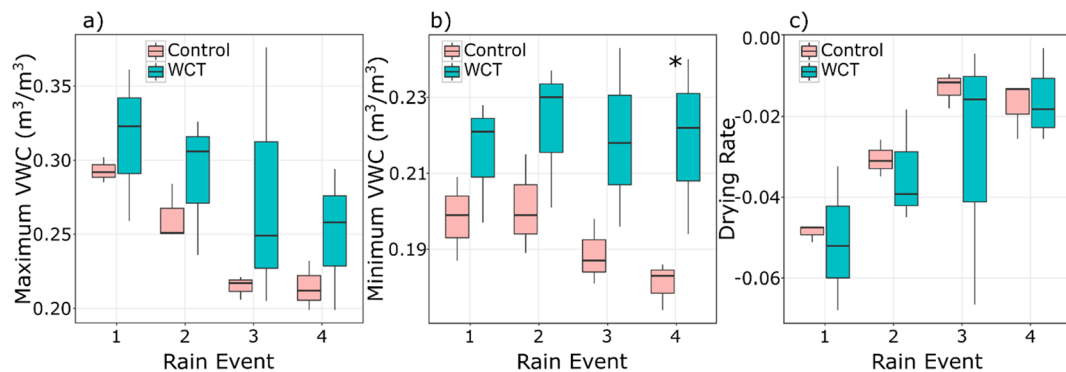 a)
Maximum VWC (m³/m³)
Control
WCT
0.35
0.30
0.25
0.20
1 2 3 4
Rain Event
b)
Minimum VWC (m³/m³)
Control
WCT
*
0.23
0.21
0.19
1 2 3 4
Rain Event
c)
Drying Rate
Control
WCT
0.00
-0.02
-0.04
-0.06
1 2 3 4
Rain Event